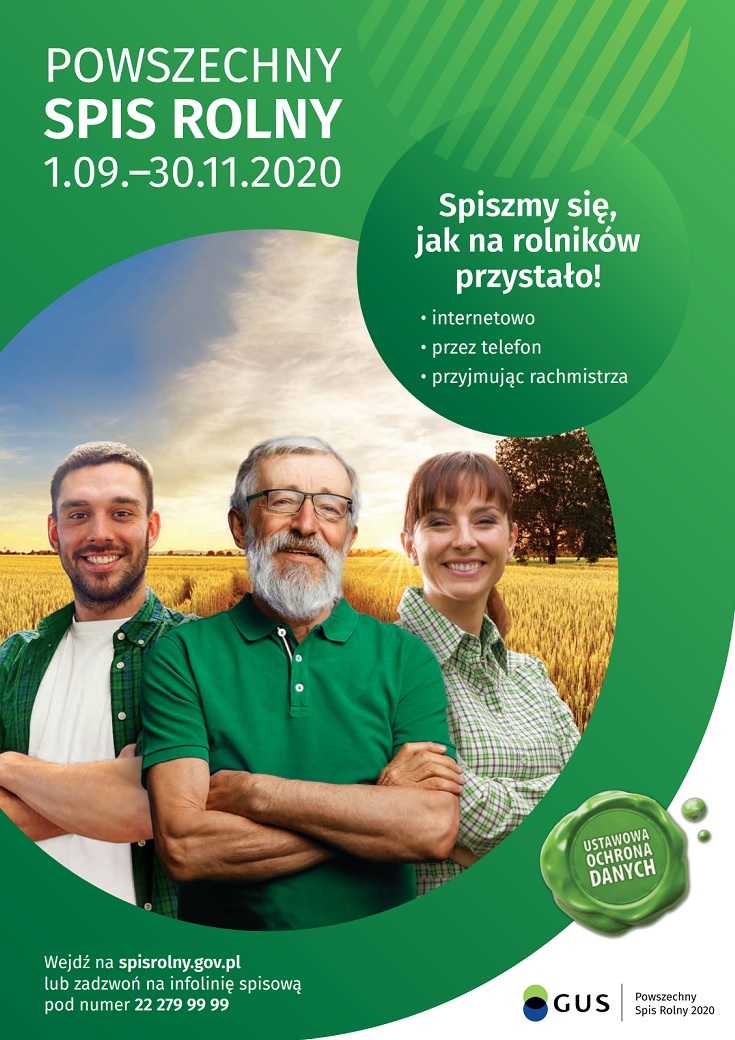 POWSZECHNY
SPIS ROLNY
1.09.–30.11.2020
Spiszmy się,
jak na rolników
przystało!
• internetowo
• przez telefon
• przyjmując rachmistrza
USTAWOWA
OCHRONA
DANYCH
Wejdź na spisrolny.gov.pl
lub zadzwoń na infolinię spisową
pod numer 22 279 99 99
GUS
Powszechny
Spis Rolny 2020